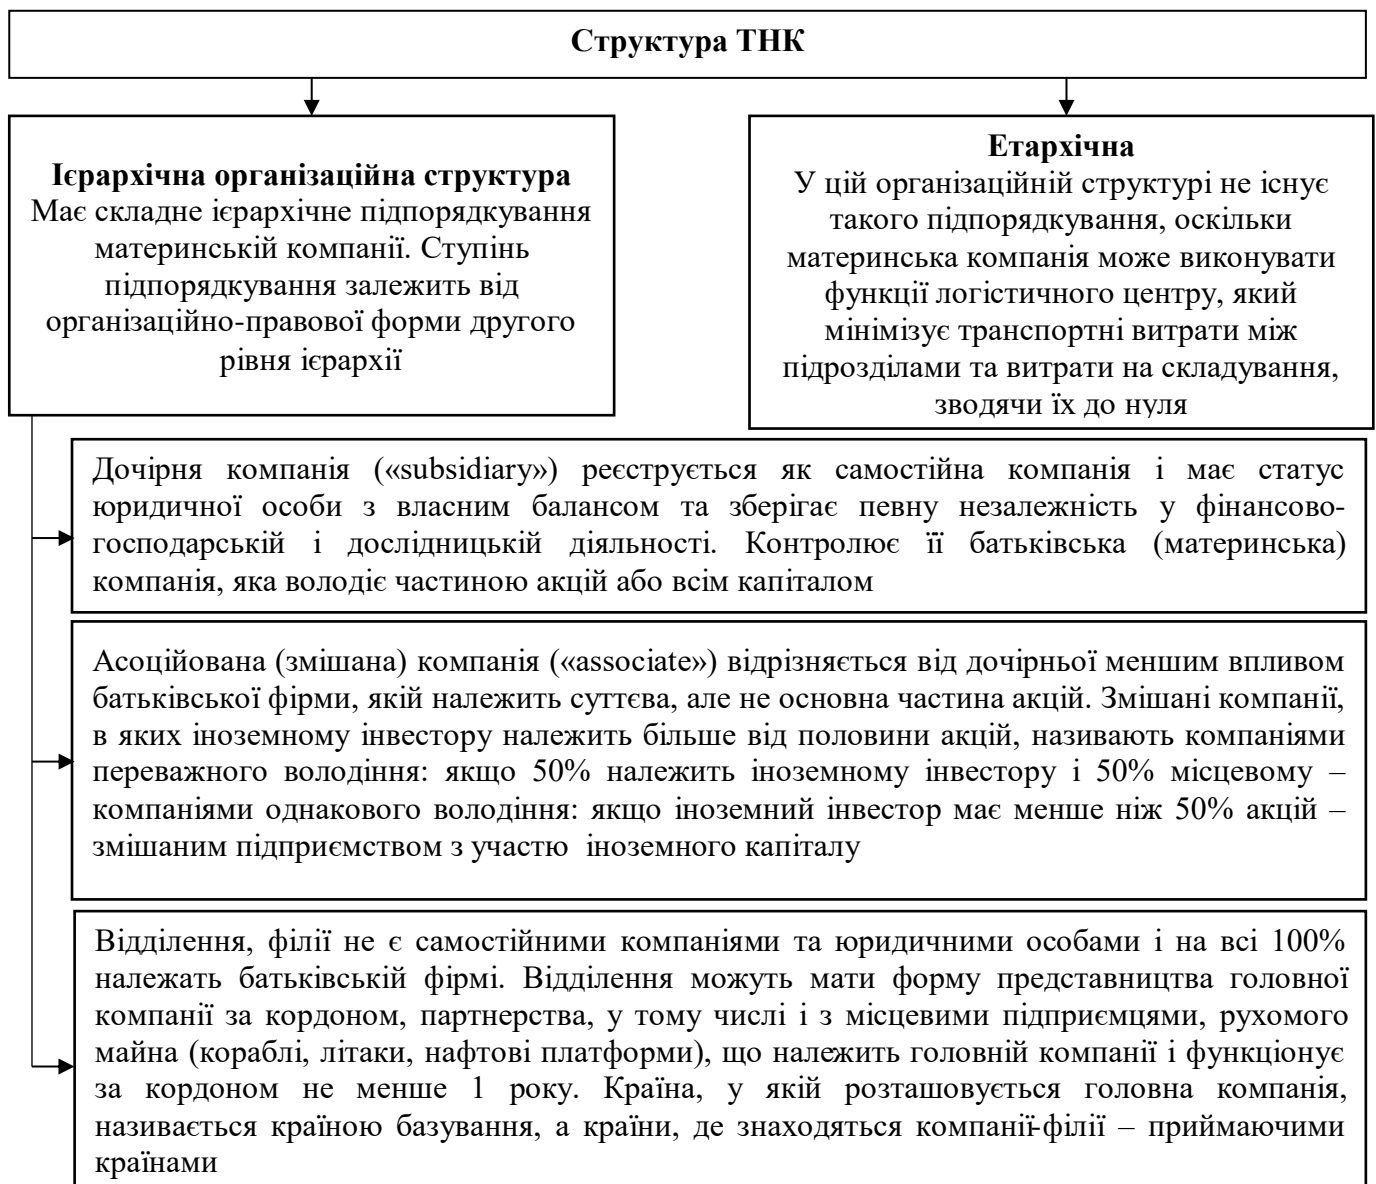 Структура ТНК
Ієрархічна організаційна структура
Має складне ієрархічне підпорядкування
материнській компанії. Ступінь
підпорядкування залежить від
організаційно-правової форми другого
рівня ієрархії
Етархічна
У цій організаційній структурі не існує
такого підпорядкування, оскільки
материнська компанія може виконувати
функції логістичного центру, який
мінімізує транспортні витрати між
підрозділами та витрати на складування,
зводячи їх до нуля
Дочірня компанія («subsidiary») реєструється як самостійна компанія і має статус
юридичної особи з власним балансом та зберігає певну незалежність у фінансово-
господарській і дослідницькій діяльності. Контролює її батьківська (материнська)
компанія, яка володіє частиною акцій або всім капіталом
Асоційована (змішана) компанія («associate») відрізняється від дочірньої меншим впливом
батьківської фірми, якій належить суттєва, але не основна частина акцій. Змішані компанії,
в яких іноземному інвестору належить більше від половини акцій, називають компаніями
переважного володіння: якщо 50% належить іноземному інвестору і 50% місцевому –
компаніями однакового володіння: якщо іноземний інвестор має менше ніж 50% акцій –
змішаним підприємством з участю іноземного капіталу
Відділення, філії не є самостійними компаніями та юридичними особами і на всі 100%
належать батьківській фірмі. Відділення можуть мати форму представництва головної
компанії за кордоном, партнерства, у тому числі і з місцевими підприємцями, рухомого
майна (кораблі, літаки, нафтові платформи), що належить головній компанії і функціонує
за кордоном не менше 1 року. Країна, у якій розташовується головна компанія,
називається країною базування, а країни, де знаходяться компанії-філії – приймаючими
країнами